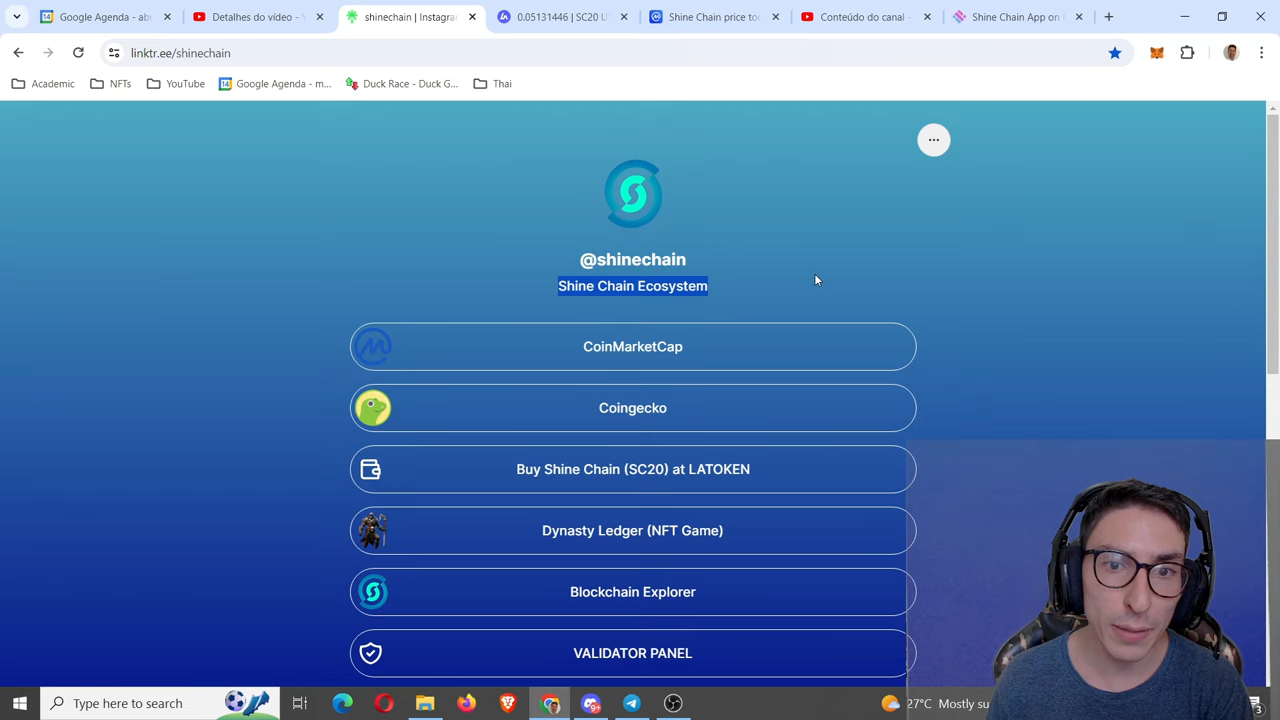 Google Agenda - ab
Detalhes do vídeo -
shinechain | Instagra
0.05131446 | SC20 U
Shine Chain price to
Conteúdo do canal -
Shine Chain App on
linktr.ee/shinechain
Academic
NFTs
YouTube
Google Agenda - m...
Duck Race - Duck G...
Thai
@shinechain
Shine Chain Ecosystem
CoinMarketCap
Coingecko
Buy Shine Chain (SC20) at LATOKEN
Dynasty Ledger (NFT Game)
Blockchain Explorer
VALIDATOR PANEL
Type here to search
27°C Mostly su
3